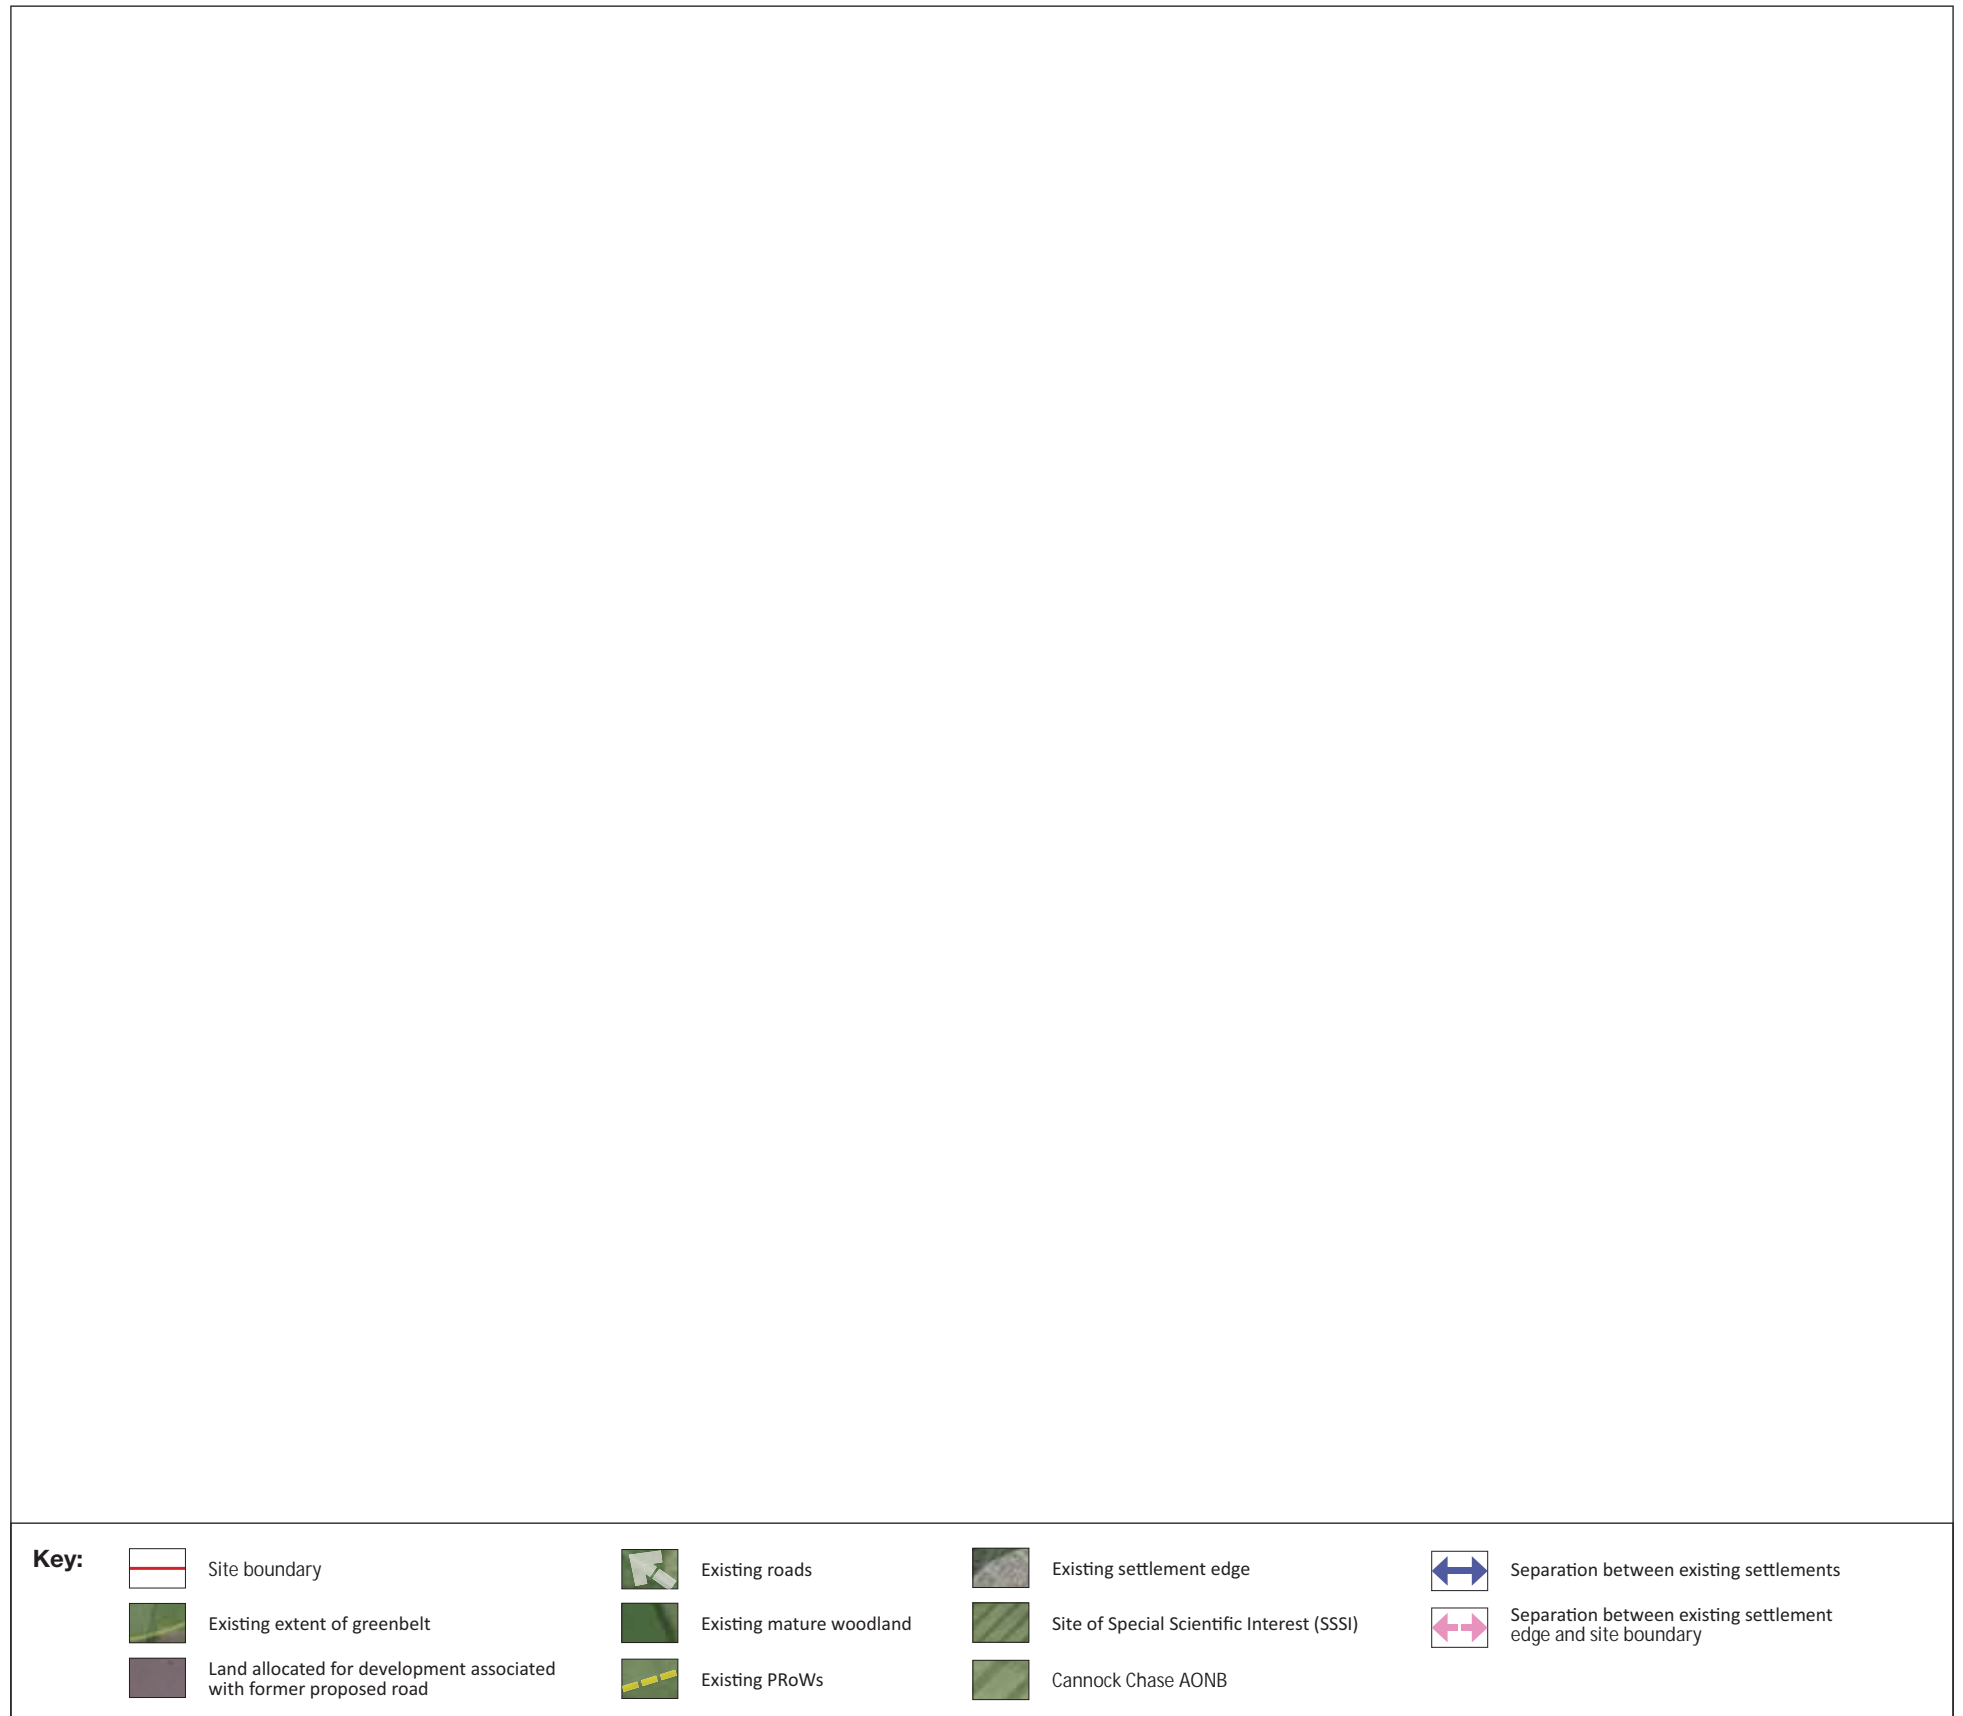 Key:
Site boundary
Existing extent of greenbelt
Land allocated for development associated
with former proposed road
Existing roads
Existing mature woodland
Existing PRoWs
Existing settlement edge
Site of Special Scientific Interest (SSSI)
Cannock Chase AONB
Separation between existing settlements
Separation between existing settlement
edge and site boundary